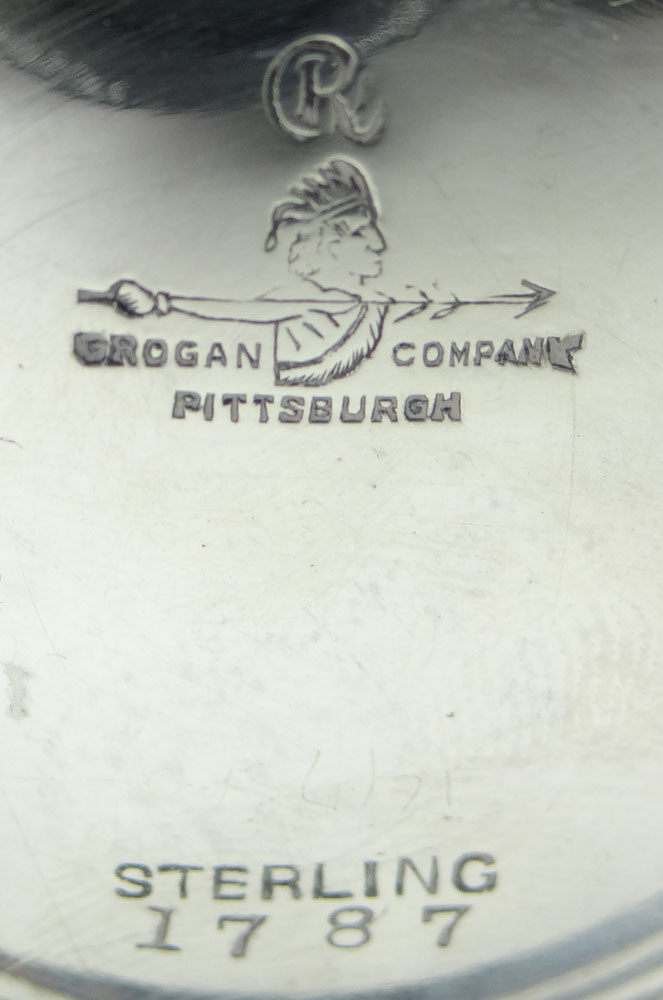 GROGAN COMPANY
PITTSBURGH
STERLING
1787